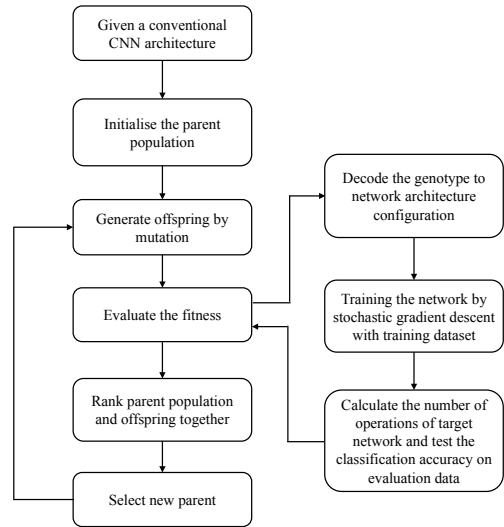 Given a conventional
CNN architecture
Initialise the parent
population
Generate offspring by
mutation
Evaluate the fitness
Rank parent population
and offspring together
Select new parent
Decode the genotype to
network architecture
configuration
Training the network by
stochastic gradient descent
with training dataset
Calculate the number of
operations of target
network and test the
classification accuracy on
evaluation data